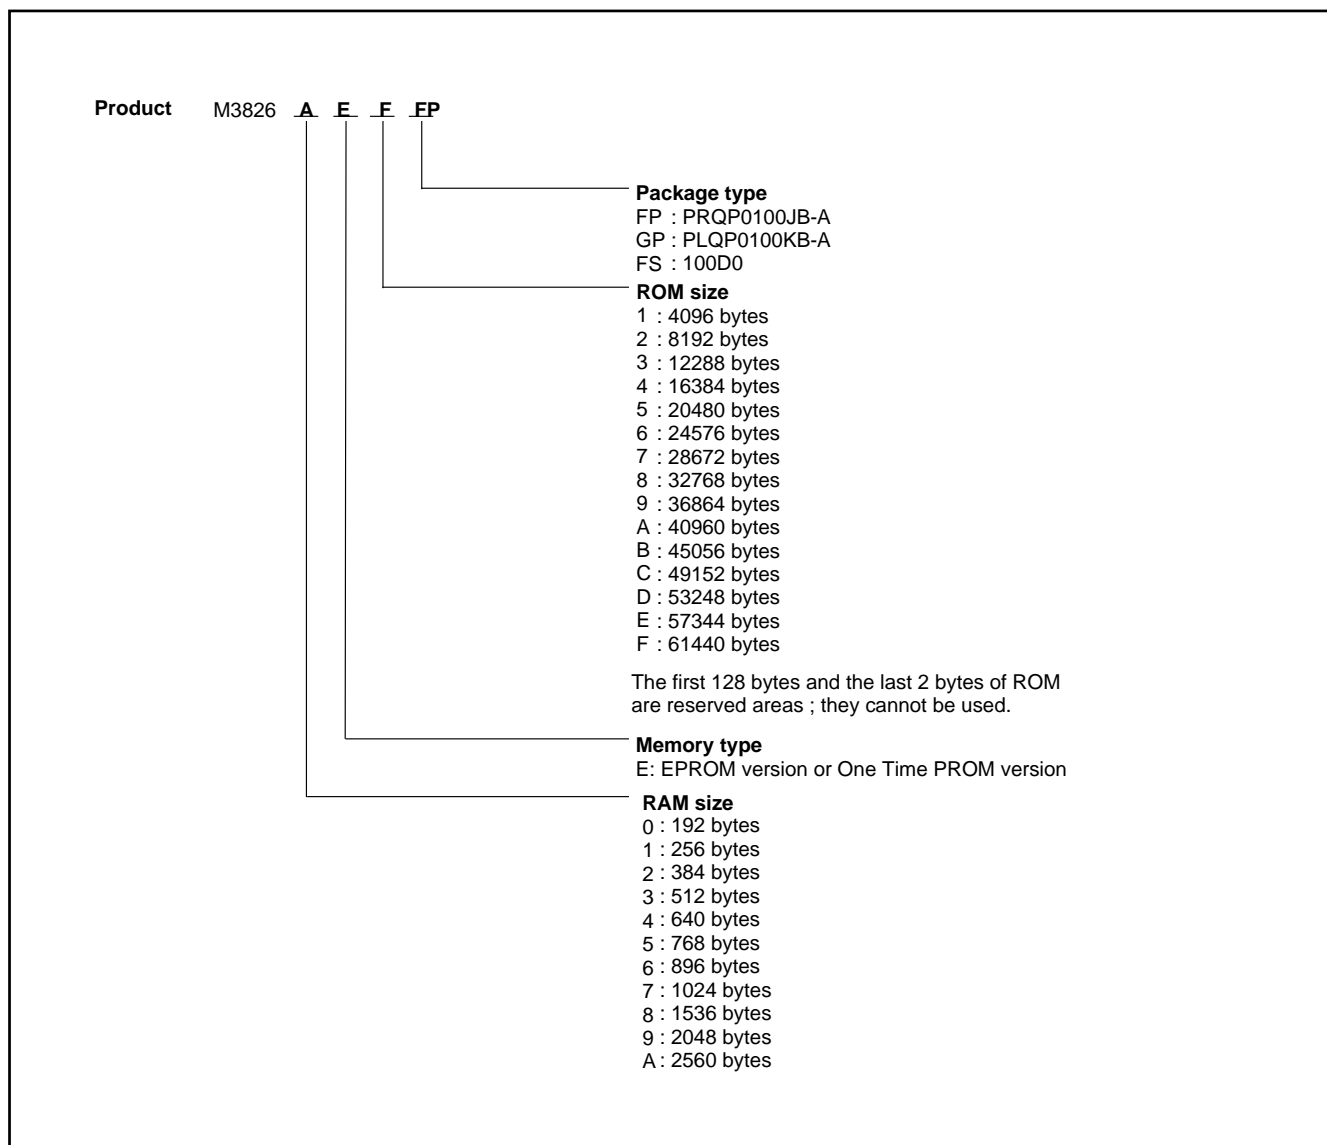 Product M3826 A E F FP
Package type
FP : PRQP0100JB-A
GP : PLQP0100KB-A
FS : 100D0
ROM size
1 : 4096 bytes
2 : 8192 bytes
3 : 12288 bytes
4 : 16384 bytes
5 : 20480 bytes
6 : 24576 bytes
7 : 28672 bytes
8 : 32768 bytes
9 : 36864 bytes
A : 40960 bytes
B : 45056 bytes
C : 49152 bytes
D : 53248 bytes
E : 57344 bytes
F : 61440 bytes
The first 128 bytes and the last 2 bytes of ROM
are reserved areas ; they cannot be used.
Memory type
E: EPROM version or One Time PROM version
RAM size
0 : 192 bytes
1 : 256 bytes
2 : 384 bytes
3 : 512 bytes
4 : 640 bytes
5 : 768 bytes
6 : 896 bytes
7 : 1024 bytes
8 : 1536 bytes
9 : 2048 bytes
A : 2560 bytes